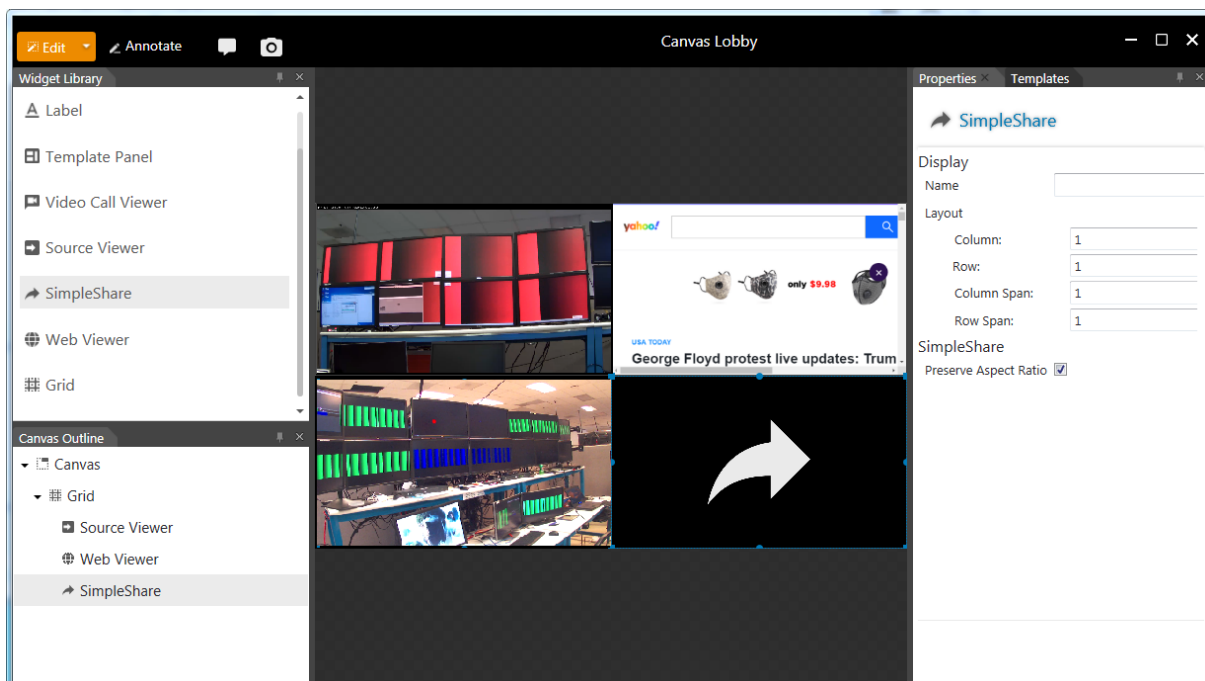 Edit
Annotate
Canvas Lobby
Widget Library
Label
Template Panel
Video Call Viewer
Source Viewer
SimpleShare
Web Viewer
Grid
Canvas Outline
Canvas
Grid
Source Viewer
Web Viewer
SimpleShare
yahoo!
only $9.98
USA TODAY
George Floyd protest live updates: Trum
Properties
Templates
SimpleShare
Display
Name
Layout
Column: 1
Row: 1
Column Span: 1
Row Span: 1
SimpleShare
Preserve Aspect Ratio